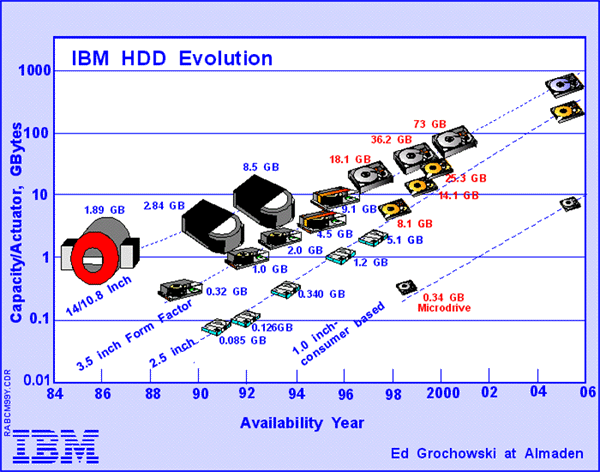 IBM HDD Evolution
Capacity/Actuator, GBytes
1000
100
10
1
0.1
0.01
73 GB
36.2 GB
18.1 GB
8.5 GB
25.3 GB
14.1 GB
2.84 GB
1.89 GB
9.1 GB
4.5 GB
8.1 GB
2.0 GB
5.1 GB
1.0 GB
1.2 GB
14/10.8 Inch
0.32 GB
0.340 GB
0.34 GB
Microdrive
3.5 inch Form Factor
0.126GB
0.085 GB
2.5 inch
1.0 inch-
consumer based
84 86 88 90 92 94 96 98 2000 02 04 06
Availability Year
RABCM99Y.CDR
IBM
Ed Grochowski at Almaden